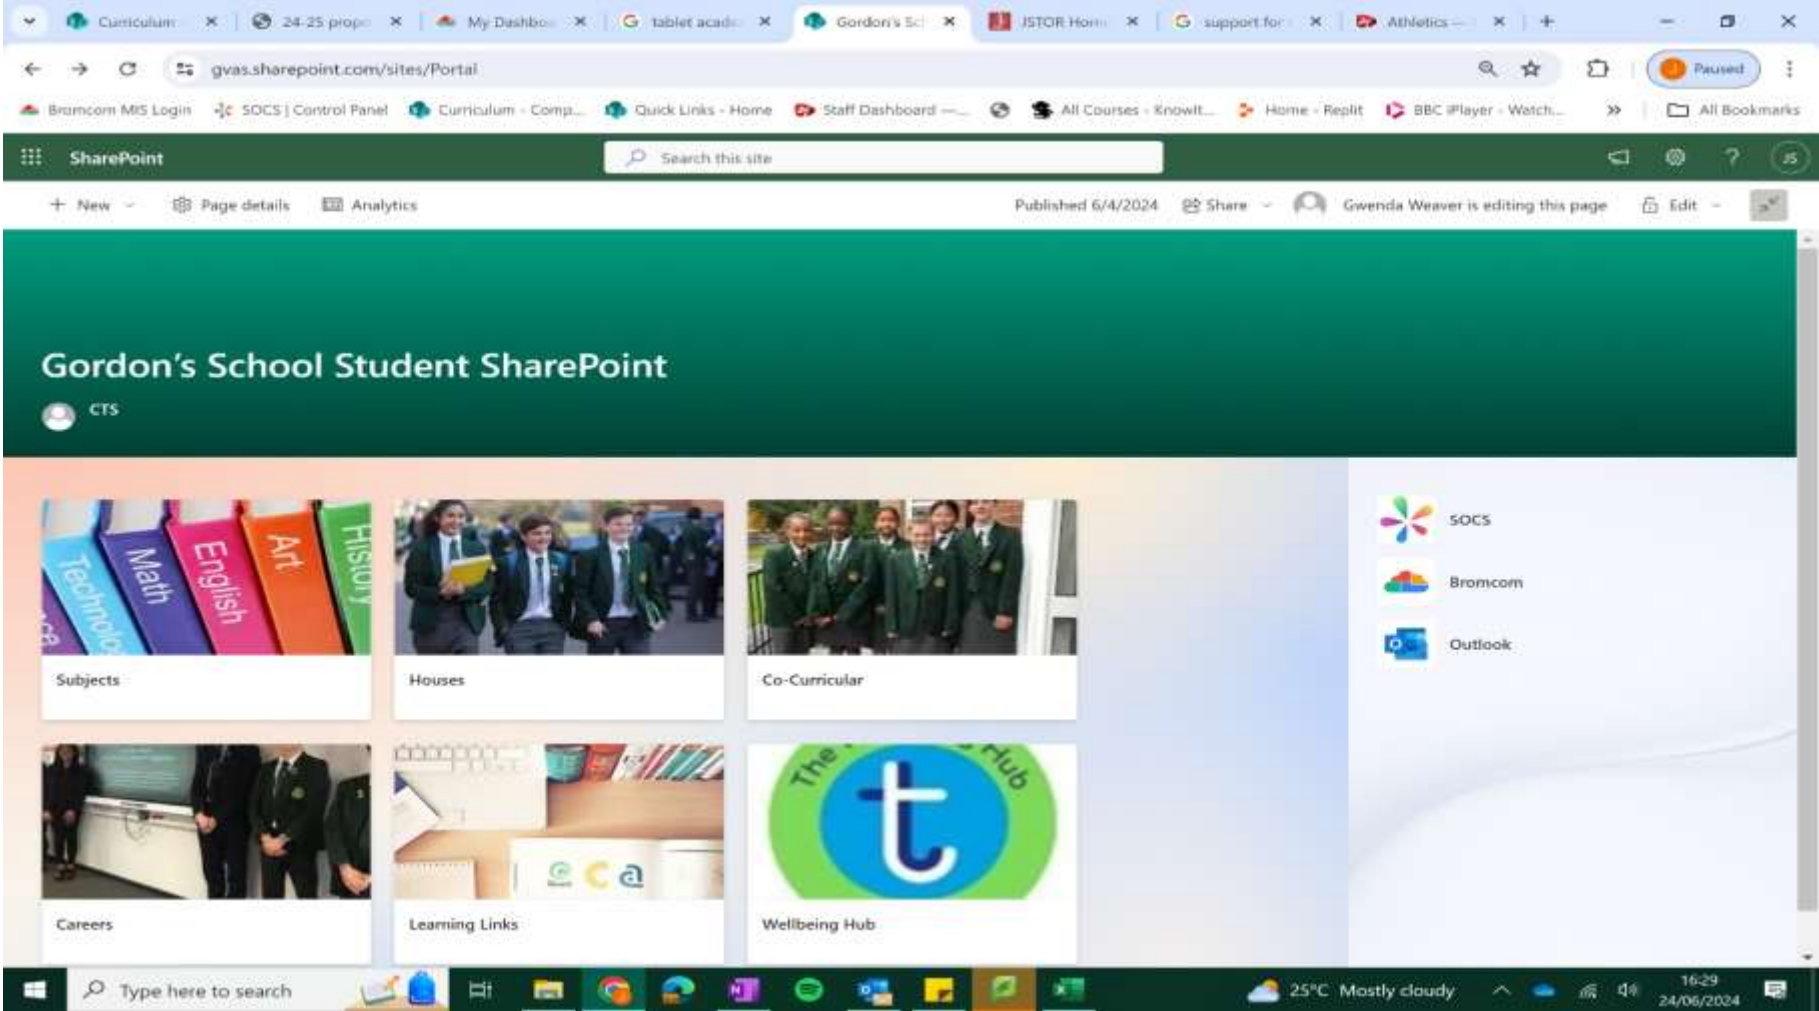 Curriculum
24-25 propo
My Dashbo
G tablet acade
Gordon's Sc
JSTOR Hom
G support for
Athletics —
gvas.sharepoint.com/sites/Portal
Paused
Bromcom MIS Login
SOCS | Control Panel
Curriculum - Comp...
Quick Links - Home
Staff Dashboard —...
All Courses - KnowIt...
Home - Replit
BBC iPlayer - Watch...
All Bookmarks
SharePoint
Search this site
JS
New
Page details
Analytics
Published 6/4/2024
Share
Gwenda Weaver is editing this page
Edit
Gordon's School Student SharePoint
CTS
Technolo
Math
English
Art
History
Subjects
Houses
Co-Curricular
SOCS
Bromcom
Outlook
Careers
@ C a
Learning Links
The
Hub
t
Wellbeing Hub
Type here to search
25°C Mostly cloudy
16:29
24/06/2024